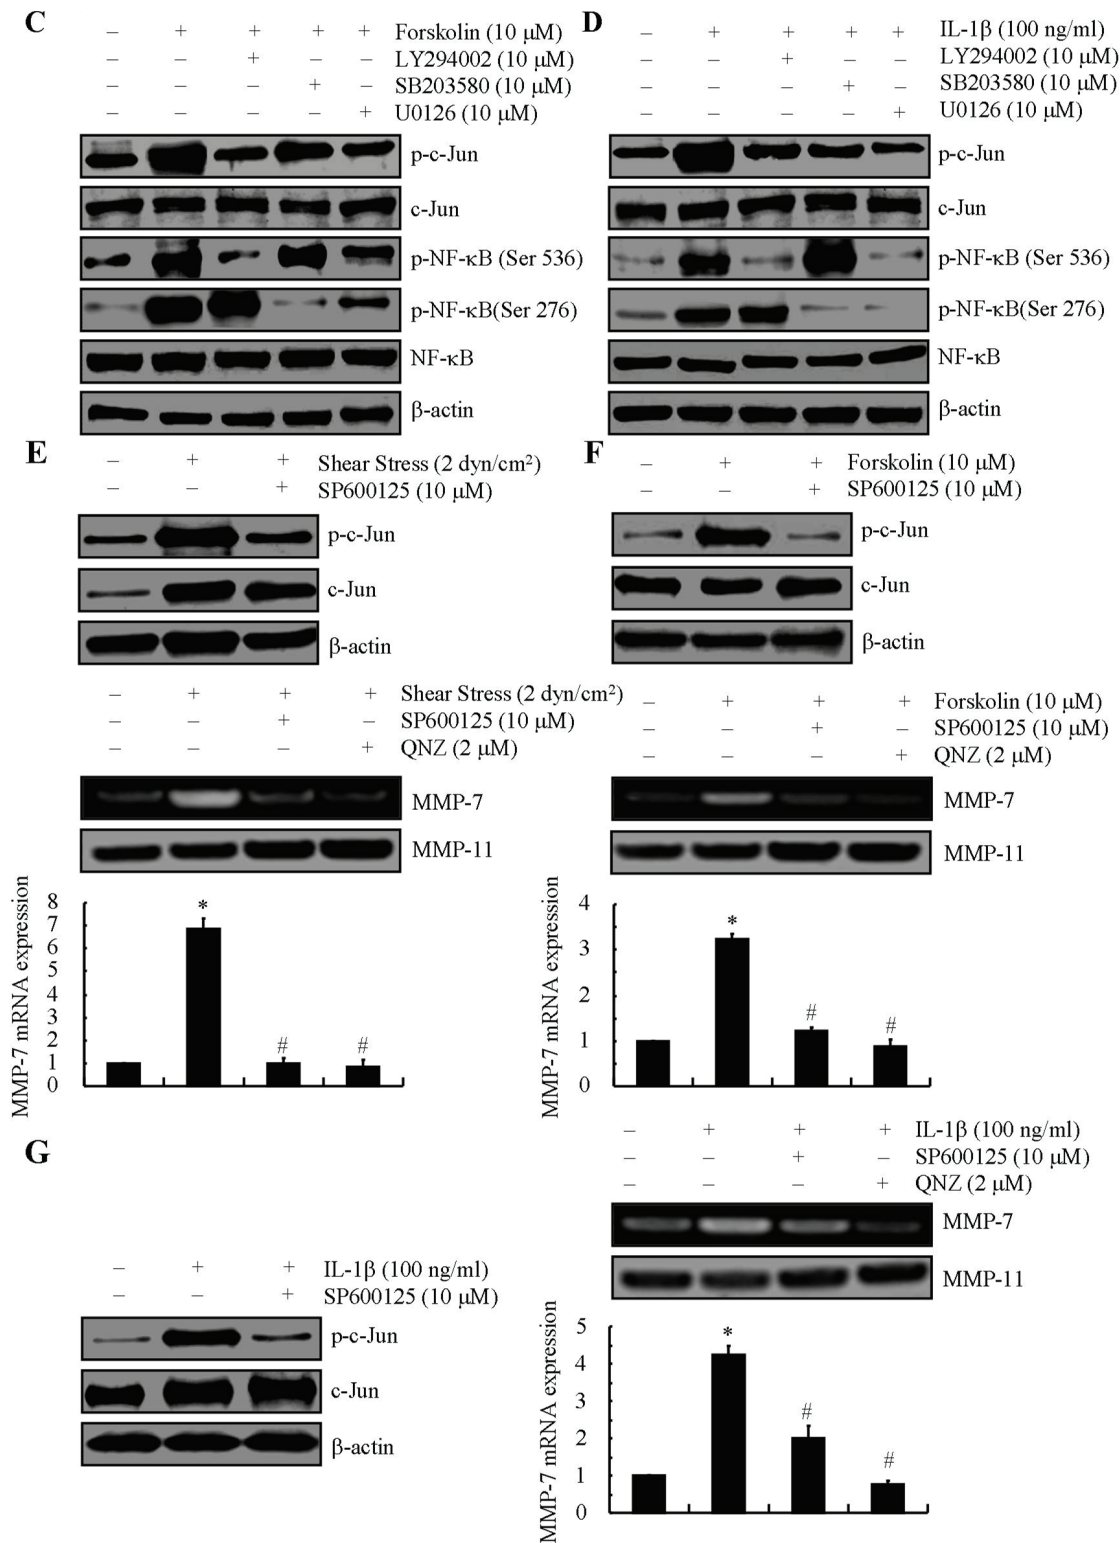 C
– + + + + Forskolin (10 μM)
– – + – – LY294002 (10 μM)
– – – + – SB203580 (10 μM)
– – – – + U0126 (10 μM)
p-c-Jun
c-Jun
p-NF-κB (Ser 536)
p-NF-κB(Ser 276)
NF-κB
β-actin
D
– + + + + IL-1β (100 ng/ml)
– – + – – LY294002 (10 μM)
– – – + – SB203580 (10 μM)
– – – – + U0126 (10 μM)
p-c-Jun
c-Jun
p-NF-κB (Ser 536)
p-NF-κB(Ser 276)
NF-κB
β-actin
E
– + + Shear Stress (2 dyn/cm²)
– – + SP600125 (10 μM)
p-c-Jun
c-Jun
β-actin
– + + + Shear Stress (2 dyn/cm²)
– – + – SP600125 (10 μM)
– – – + QNZ (2 μM)
MMP-7
MMP-11
MMP-7 mRNA expression
8
7
6
5
4
3
2
1
0
*
#
#
F
– + + Forskolin (10 μM)
– – + SP600125 (10 μM)
p-c-Jun
c-Jun
β-actin
– + + + Forskolin (10 μM)
– – + – SP600125 (10 μM)
– – – + QNZ (2 μM)
MMP-7
MMP-11
MMP-7 mRNA expression
4
3
2
1
0
*
#
#
G
– + + IL-1β (100 ng/ml)
– – + SP600125 (10 μM)
p-c-Jun
c-Jun
β-actin
– + + + IL-1β (100 ng/ml)
– – + – SP600125 (10 μM)
– – – + QNZ (2 μM)
MMP-7
MMP-11
MMP-7 mRNA expression
5
4
3
2
1
0
*
#
#